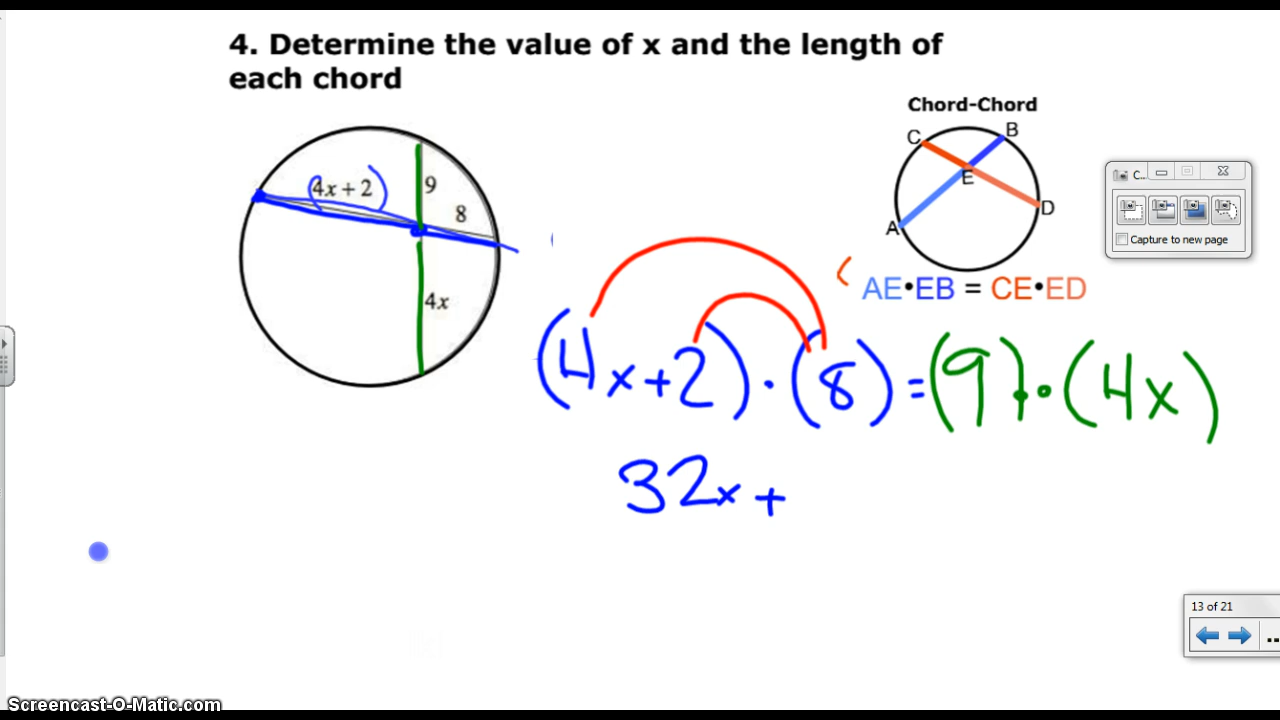 4. Determine the value of x and the length of
each chord
Chord-Chord
C
B
E
A
D
AE•EB = CE•ED
(4x + 2)
9
8
4x
C..
Capture to new page
(4x+2)·(8)=(9)·(4x)
32x +
13 of 21
Screencast-O-Matic.com